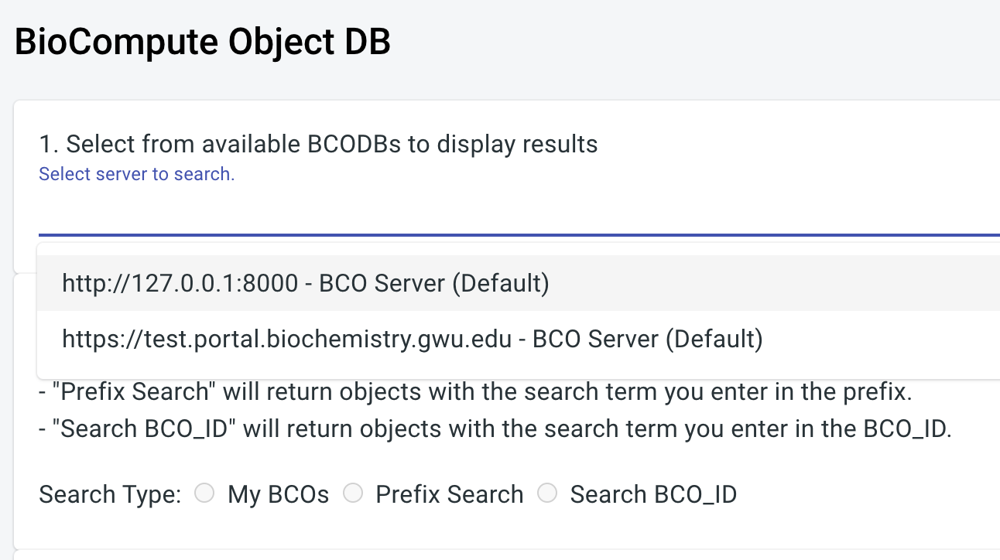 BioCompute Object DB
1. Select from available BCODBs to display results
Select server to search.
http://127.0.0.1:8000 - BCO Server (Default)
https://test.portal.biochemistry.gwu.edu - BCO Server (Default)
- "Prefix Search" will return objects with the search term you enter in the prefix.
- "Search BCO_ID" will return objects with the search term you enter in the BCO_ID.
Search Type: My BCOs Prefix Search Search BCO_ID